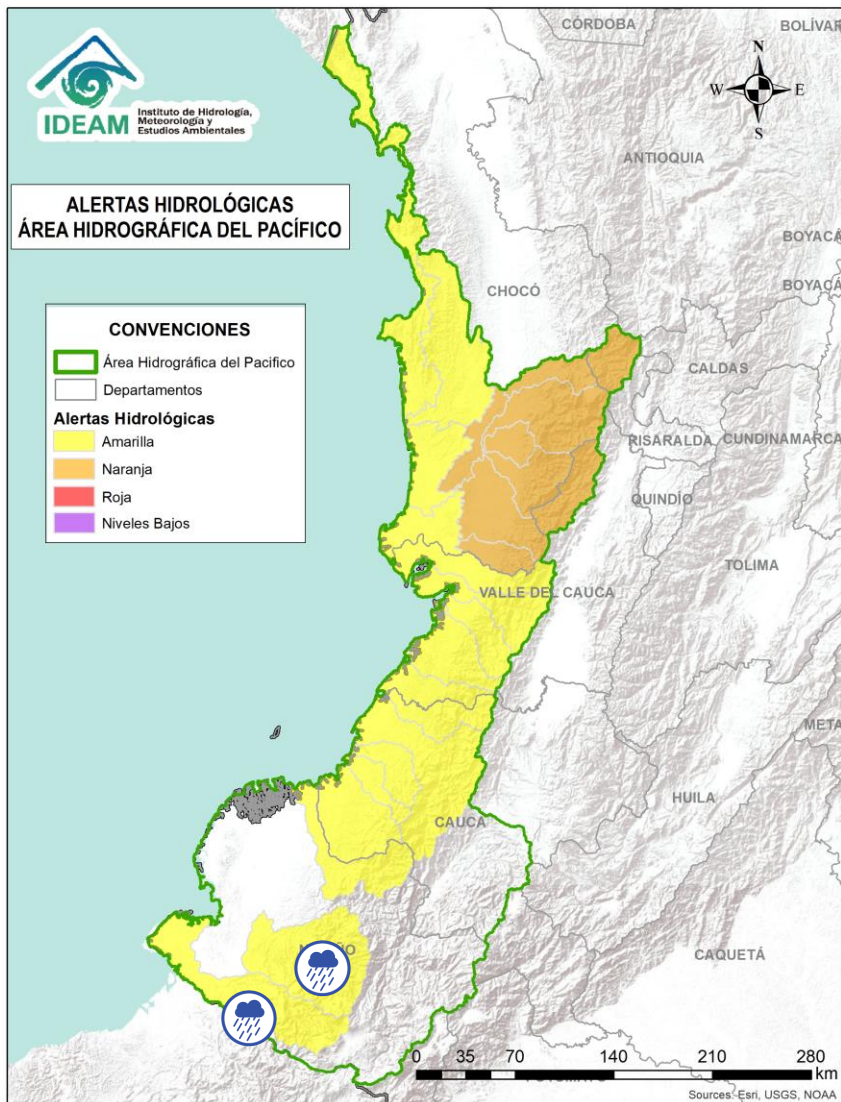 CÓRDOBA
BOLÍVAR
IDEAM
Instituto de Hidrología,
Meteorología y
Estudios Ambientales
N
W
E
S
ANTIOQUIA
ALERTAS HIDROLÓGICAS
ÁREA HIDROGRÁFICA DEL PACÍFICO
BOYACÁ
BOYACÁ
CHOCÓ
CONVENCIONES
Área Hidrográfica del Pacifico
Departamentos
Alertas Hidrológicas
Amarilla
Naranja
Roja
Niveles Bajos
CALDAS
RISARALDA
CUNDINAMARCA
QUINDÍO
TOLIMA
VALLE DEL CAUCA
META
HUILA
CAUCA
CAQUETÁ
0 35 70 140 210 280
km
Sources: Esri, USGS, NOAA